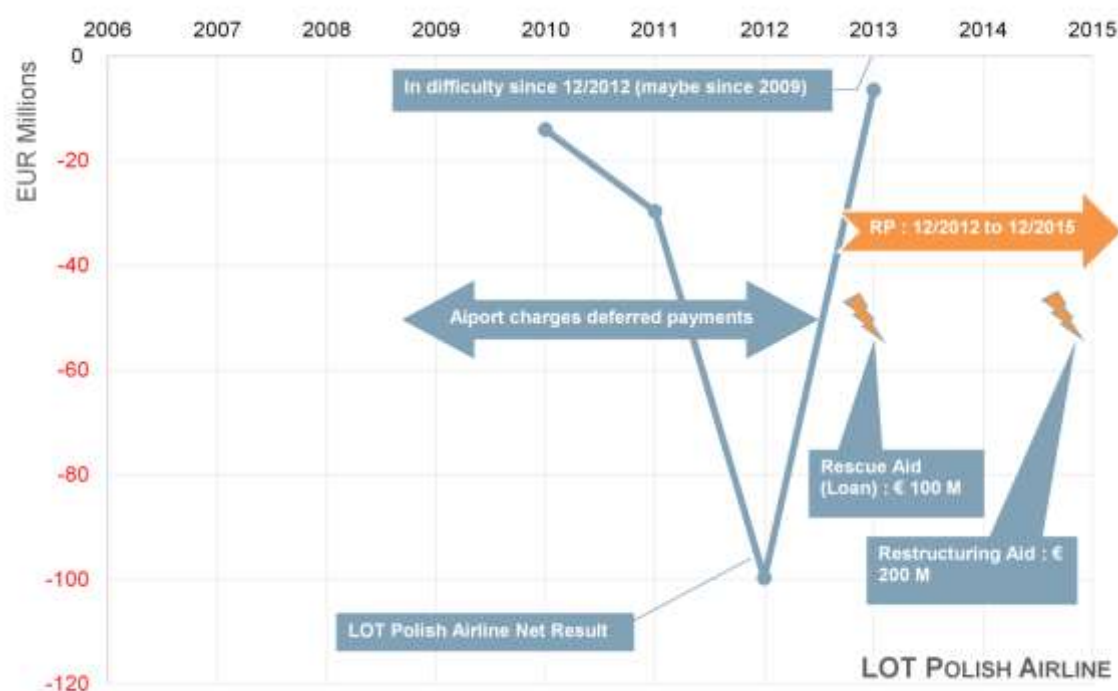 2006 2007 2008 2009 2010 2011 2012 2013 2014 2015
EUR Millions
0
-20
-40
-60
-80
-100
-120
In difficulty since 12/2012 (maybe since 2009)
RP : 12/2012 to 12/2015
Aiport charges deferred payments
Rescue Aid
(Loan) : € 100 M
Restructuring Aid : €
200 M
LOT Polish Airline Net Result
LOT POLISH AIRLINE